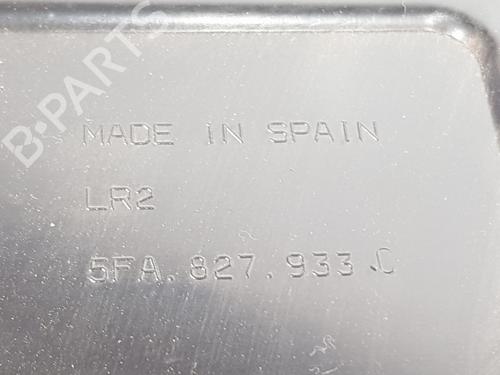 B-PARTS
MADE IN SPAIN
LR2
5FA.827.933.C